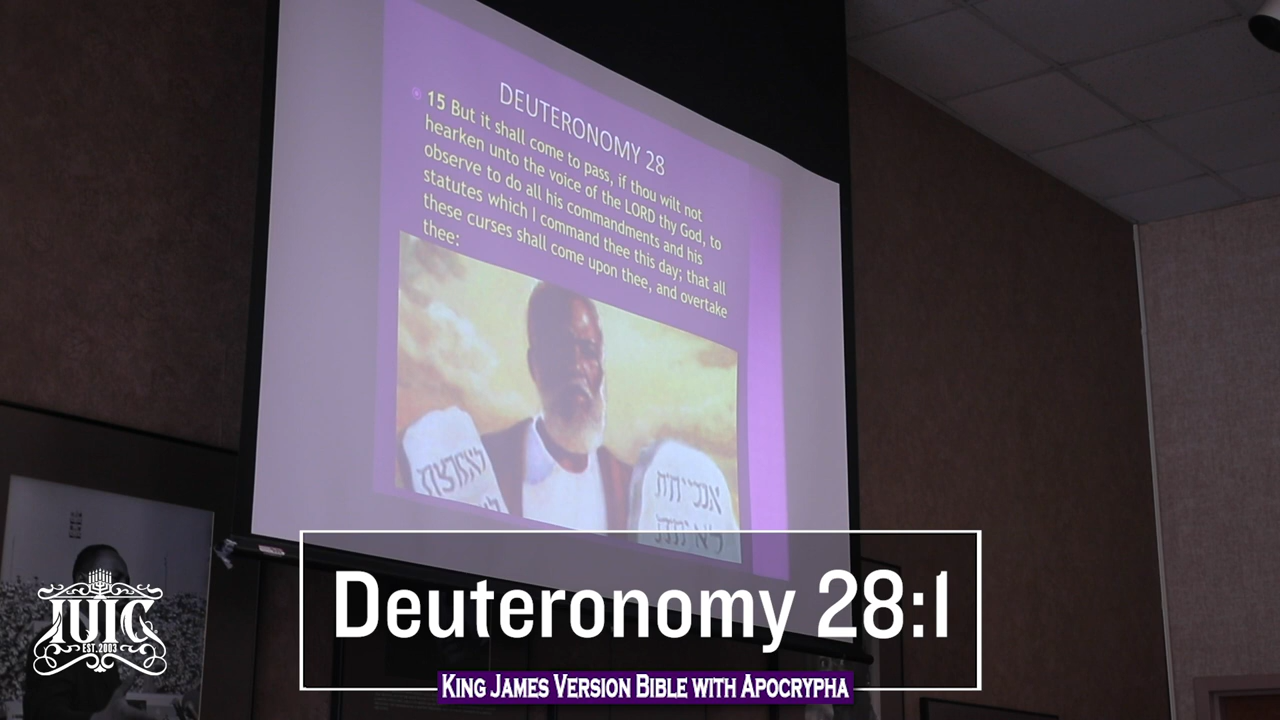 DEUTERONOMY 28
15 But it shall come to pass, if thou wilt not
hearken unto the voice of the LORD thy God, to
observe to do all his commandments and his
statutes which I command thee this day; that all
these curses shall come upon thee, and overtake
thee:
Deuteronomy 28:1
KING JAMES VERSION BIBLE WITH APOCRYPHA
IUIC
EST. 2003